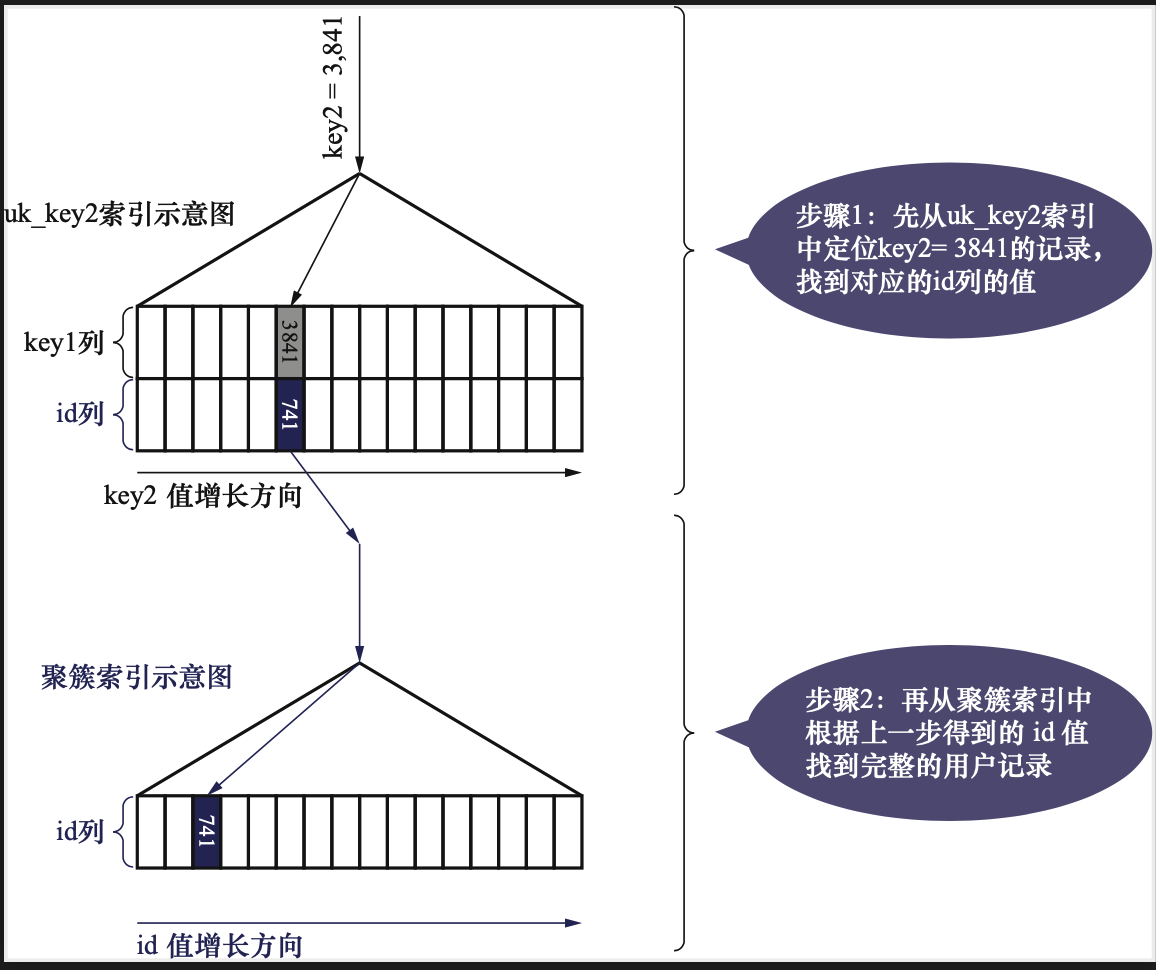 key2 = 3,841
uk_key2索引示意图
步骤1：先从uk_key2索引
中定位key2= 3841的记录，
找到对应的id列的值
key1列
3841
id列
741
key2 值增长方向
聚簇索引示意图
步骤2：再从聚簇索引中
根据上一步得到的 id 值
找到完整的用户记录
id列
741
id 值增长方向